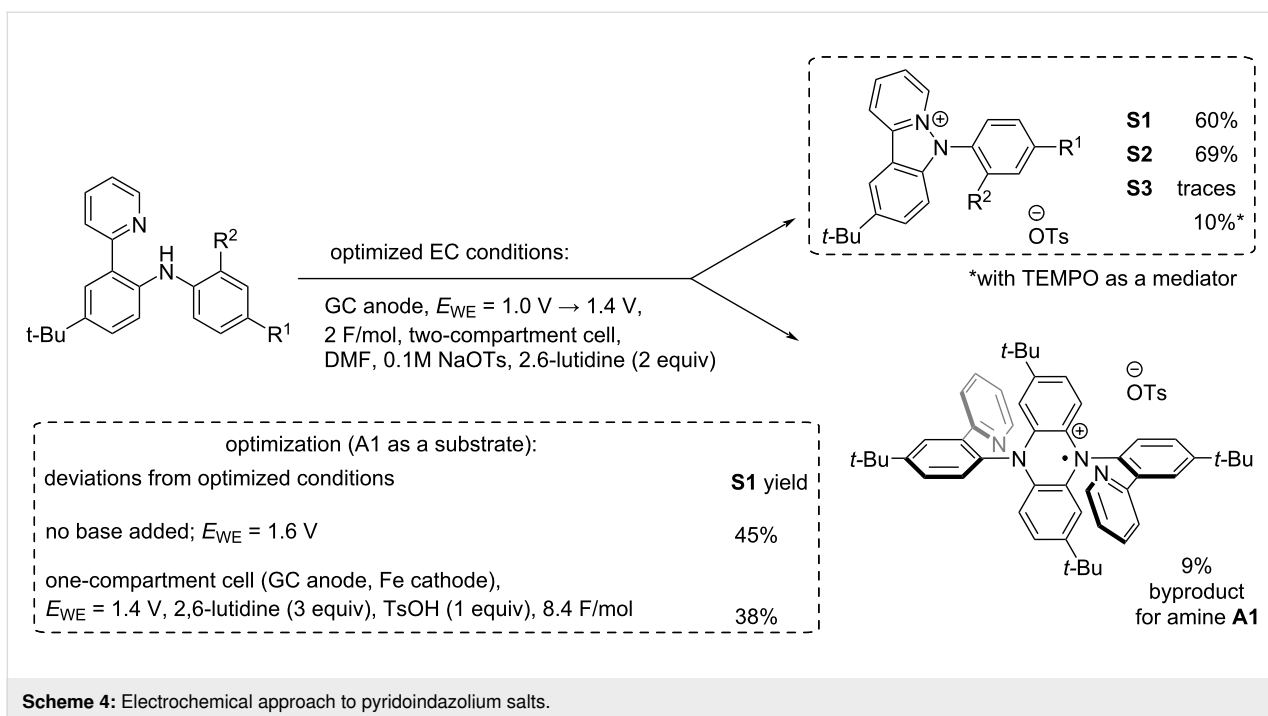 N
H
N
R2
R1
t-Bu
optimized EC conditions:
GC anode, EWE = 1.0 V → 1.4 V,
2 F/mol, two-compartment cell,
DMF, 0.1M NaOTs, 2.6-lutidine (2 equiv)
N⊕
N
R1
R2
t-Bu
⊖
OTs
S1 60%
S2 69%
S3 traces
10%*
*with TEMPO as a mediator
optimization (A1 as a substrate):
deviations from optimized conditions S1 yield
no base added; EWE = 1.6 V 45%
one-compartment cell (GC anode, Fe cathode),
EWE = 1.4 V, 2,6-lutidine (3 equiv), TsOH (1 equiv), 8.4 F/mol 38%
t-Bu
⊖
OTs
t-Bu
N
N
⊕
•N
N
t-Bu
t-Bu
9%
byproduct
for amine A1
Scheme 4: Electrochemical approach to pyridoindazolium salts.